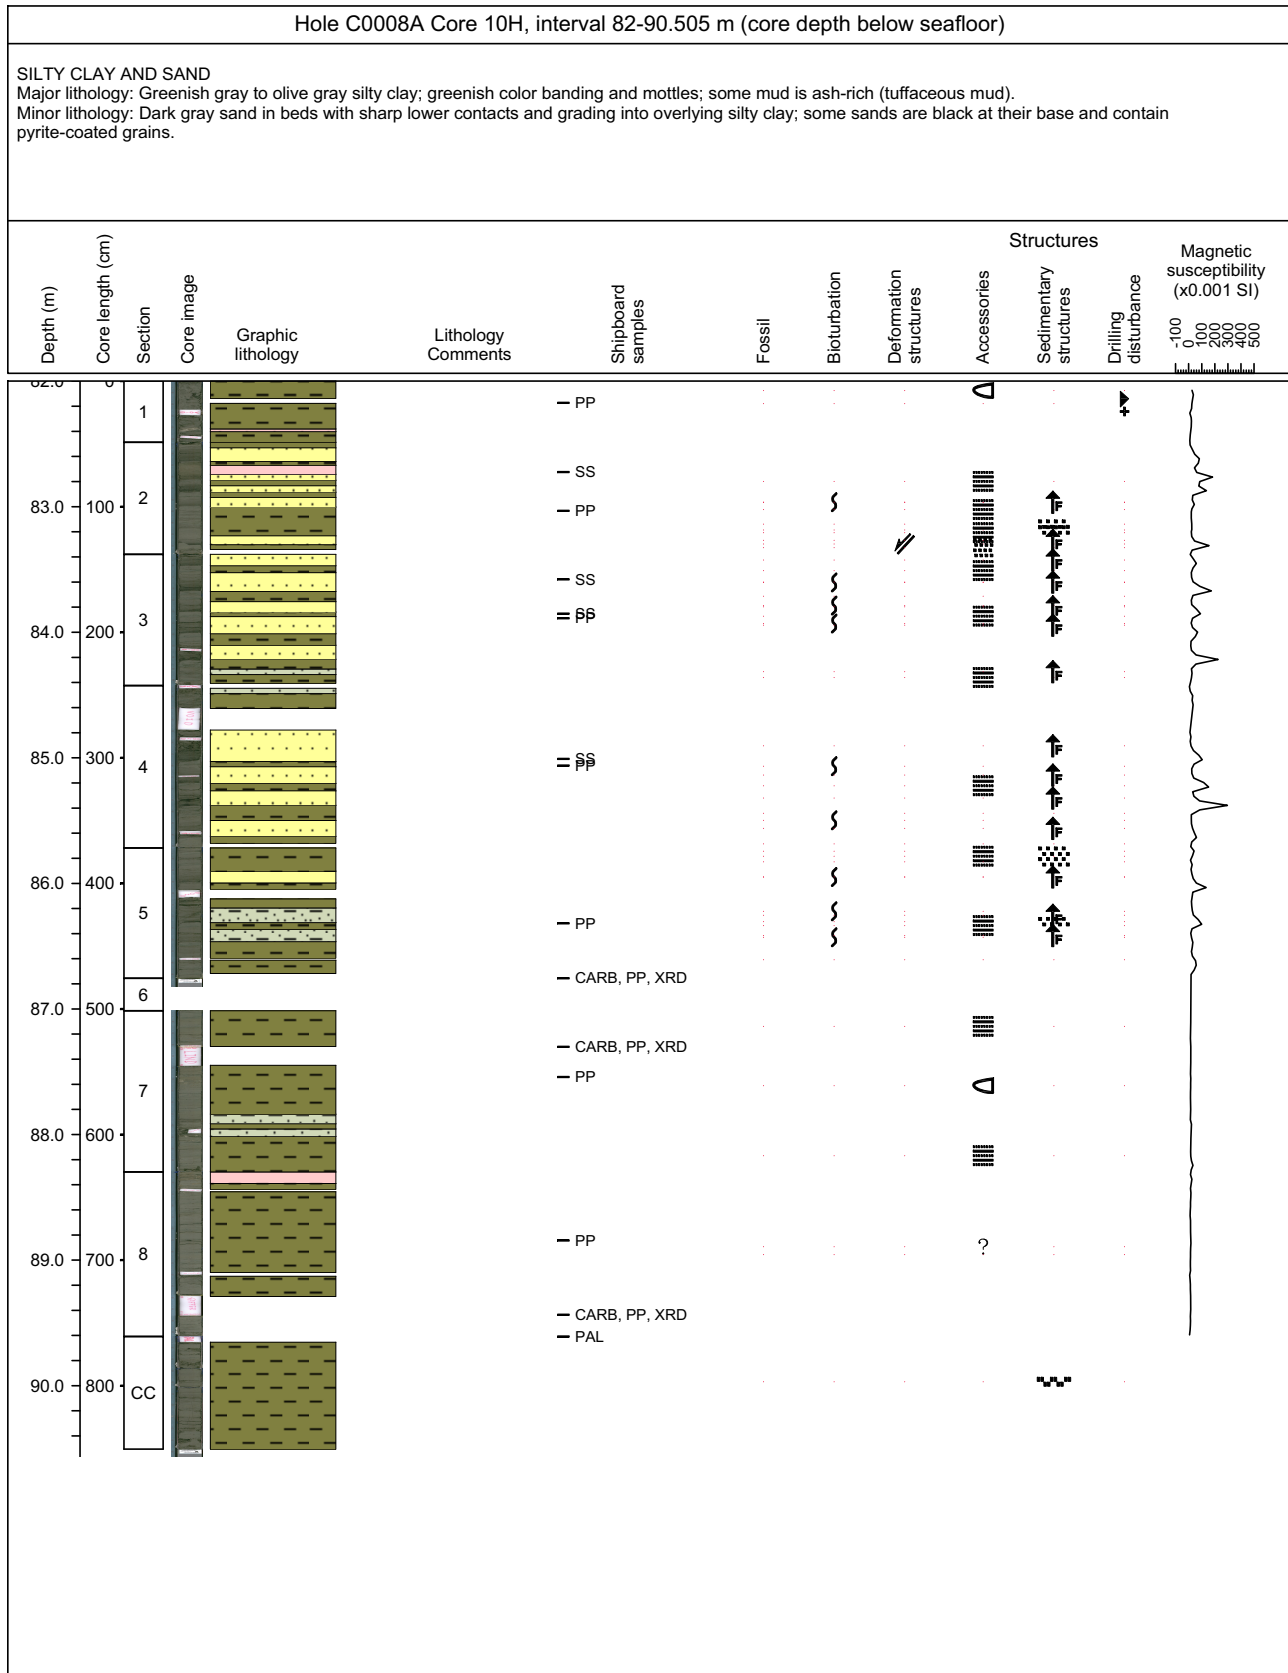 Hole C0008A Core 10H, interval 82-90.505 m (core depth below seafloor)
SILTY CLAY AND SAND
Major lithology: Greenish gray to olive gray silty clay; greenish color banding and mottles; some mud is ash-rich (tuffaceous mud).
Minor lithology: Dark gray sand in beds with sharp lower contacts and grading into overlying silty clay; some sands are black at their base and contain
pyrite-coated grains.
Structures
Depth (m)
Core length (cm)
Section
Core image
Graphic
lithology
Lithology
Comments
Shipboard
samples
Fossil
Bioturbation
Deformation
structures
Accessories
Sedimentary
structures
Drilling
disturbance
Magnetic
susceptibility
(x0.001 SI)
-100 0 100 200 300 400 500
82.0 0
1
PP
SS
2
83.0 100
PP
SS
SS
PP
3
84.0 200
SS
PP
85.0 300
4
86.0 400
5
PP
CARB, PP, XRD
6
87.0 500
CARB, PP, XRD
PP
7
88.0 600
PP
?
8
89.0 700
CARB, PP, XRD
PAL
90.0 800
CC